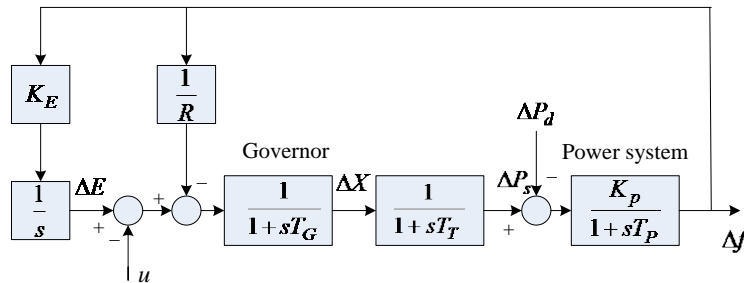 K_E
1/R
ΔP_d
Governor
Power system
1/s
ΔE
+
−
+
−
1/(1+sT_G)
ΔX
1/(1+sT_T)
ΔP_s
+
−
K_p/(1+sT_P)
Δf
u